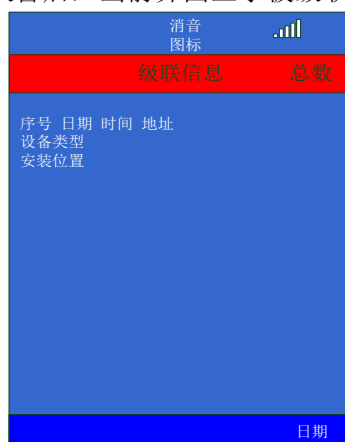 消音
图标
级联信息 总数
序号 日期 时间 地址
设备类型
安装位置
日期